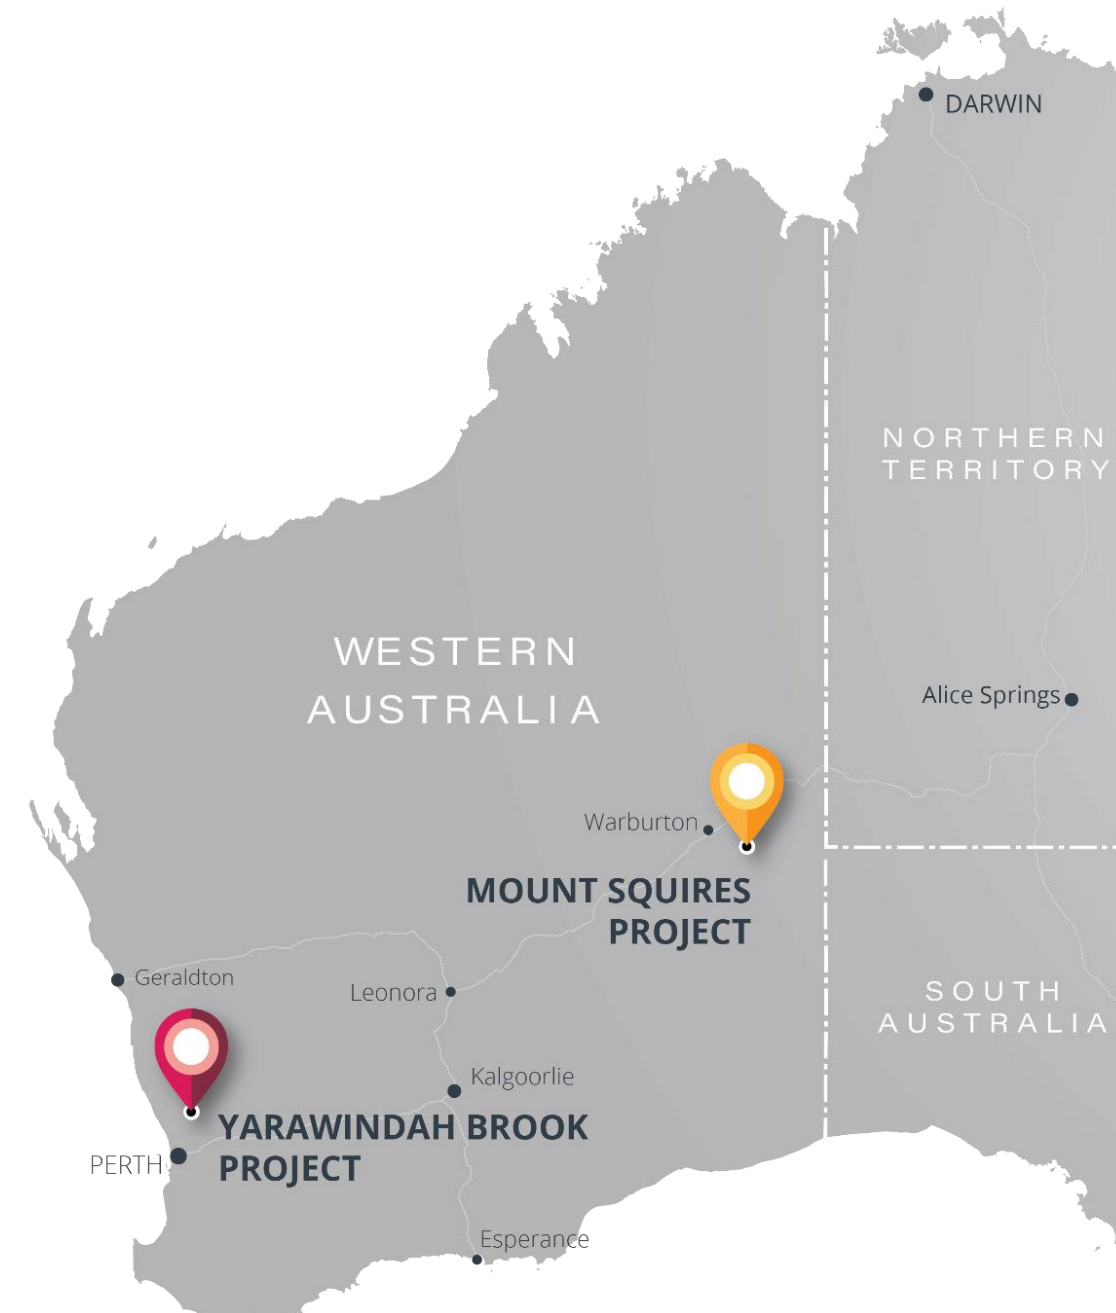 DARWIN
NORTHERN
TERRITORY
WESTERN
AUSTRALIA
Alice Springs
Warburton
MOUNT SQUIRES
PROJECT
Geraldton
Leonora
SOUTH
AUSTRALIA
Kalgoorlie
YARAWINDAH BROOK
PROJECT
PERTH
Esperance